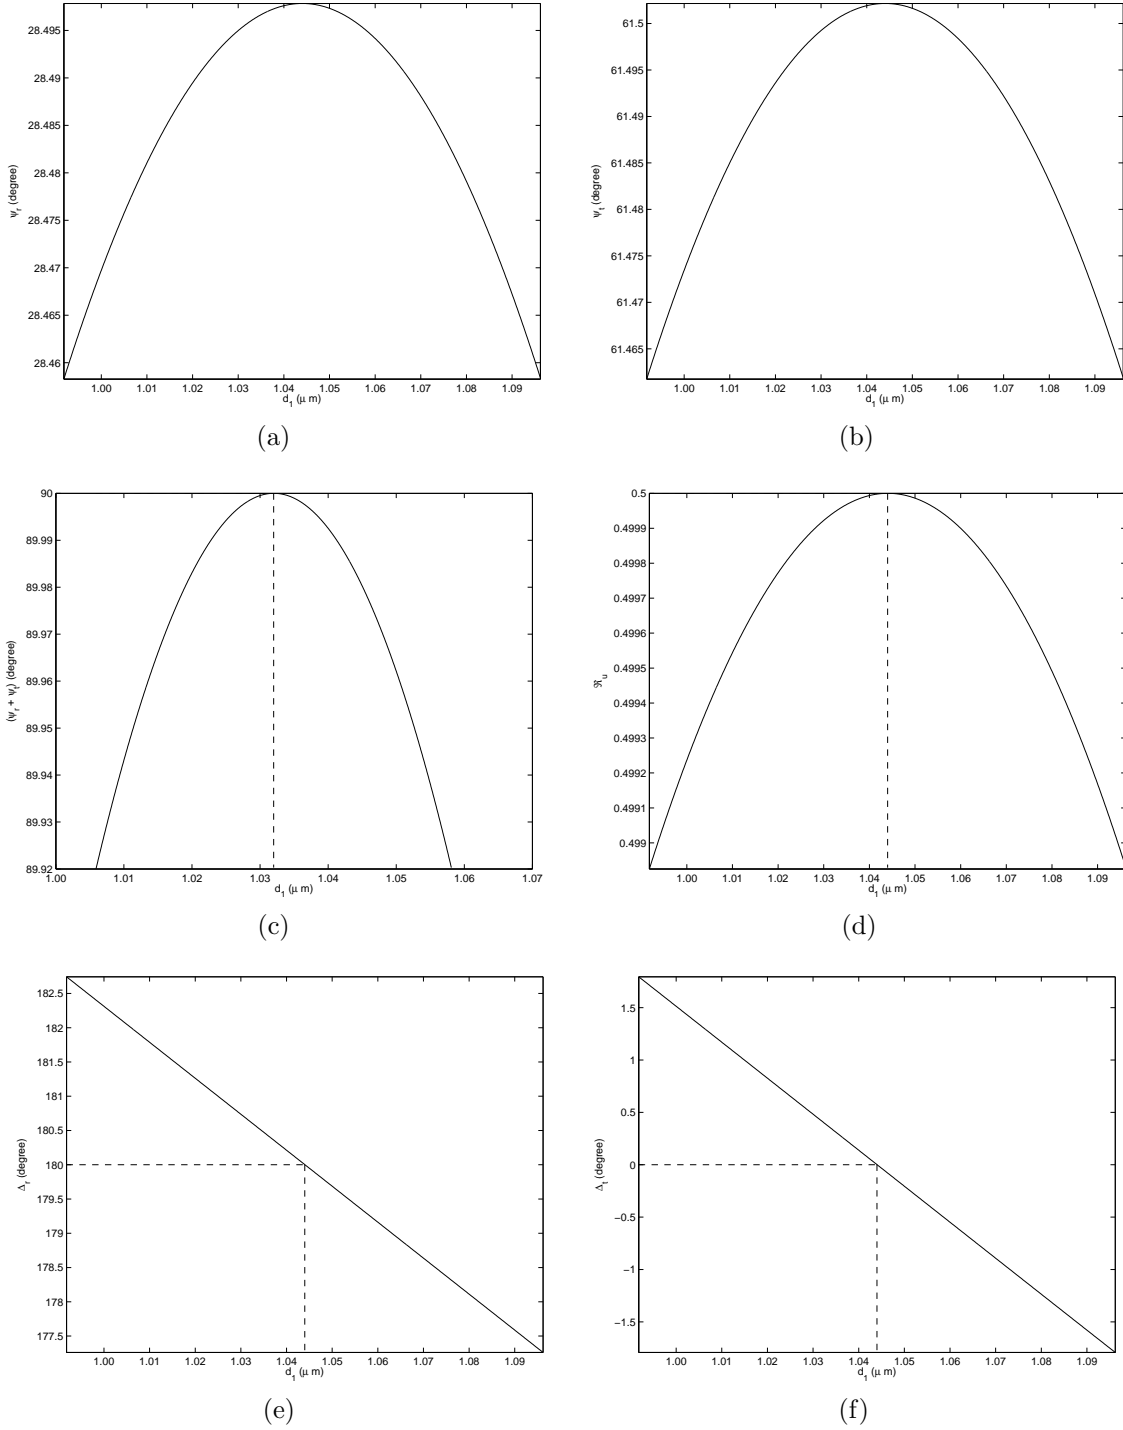 28.495
28.49
28.485
28.48
28.475
28.47
28.465
28.46
ψr (degree)
1.00 1.01 1.02 1.03 1.04 1.05 1.06 1.07 1.08 1.09
d1 (μ m)
(a)
61.5
61.495
61.49
61.485
61.48
61.475
61.47
61.465
ψt (degree)
1.00 1.01 1.02 1.03 1.04 1.05 1.06 1.07 1.08 1.09
d1 (μ m)
(b)
90
89.99
89.98
89.97
89.96
89.95
89.94
89.93
89.92
(ψr + ψt) (degree)
1.00 1.01 1.02 1.03 1.04 1.05 1.06 1.07
d1 (μ m)
(c)
0.5
0.4999
0.4998
0.4997
0.4996
0.4995
0.4994
0.4993
0.4992
0.4991
0.499
ℜu
1.00 1.01 1.02 1.03 1.04 1.05 1.06 1.07 1.08 1.09
d1 (μ m)
(d)
182.5
182
181.5
181
180.5
180
179.5
179
178.5
178
177.5
Δr (degree)
1.00 1.01 1.02 1.03 1.04 1.05 1.06 1.07 1.08 1.09
d1 (μ m)
(e)
1.5
1
0.5
0
−0.5
−1
−1.5
Δt (degree)
1.00 1.01 1.02 1.03 1.04 1.05 1.06 1.07 1.08 1.09
d1 (μ m)
(f)